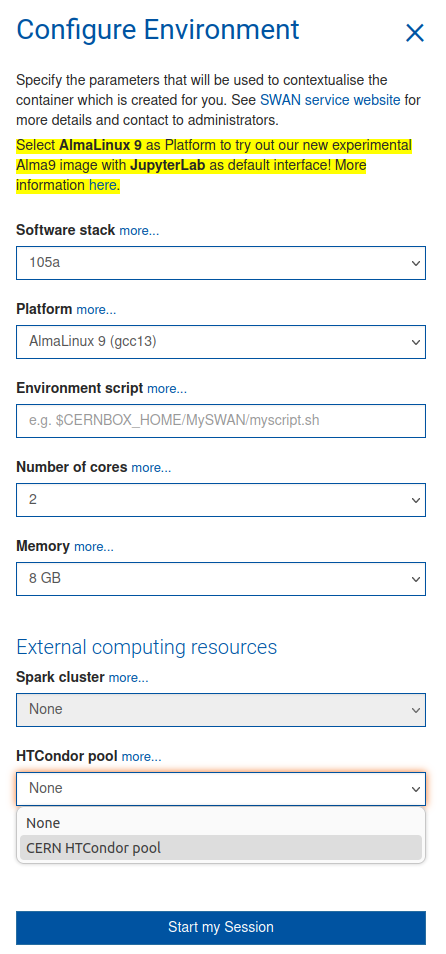 Configure Environment
Specify the parameters that will be used to contextualise the
container which is created for you. See SWAN service website for
more details and contact to administrators.
Select AlmaLinux 9 as Platform to try out our new experimental
Alma9 image with JupyterLab as default interface! More
information here.
Software stack more...
105a
Platform more...
AlmaLinux 9 (gcc13)
Environment script more...
e.g. $CERNBOX_HOME/MySWAN/myscript.sh
Number of cores more...
2
Memory more...
8 GB
External computing resources
Spark cluster more...
None
HTCondor pool more...
None
None
CERN HTCondor pool
Start my Session